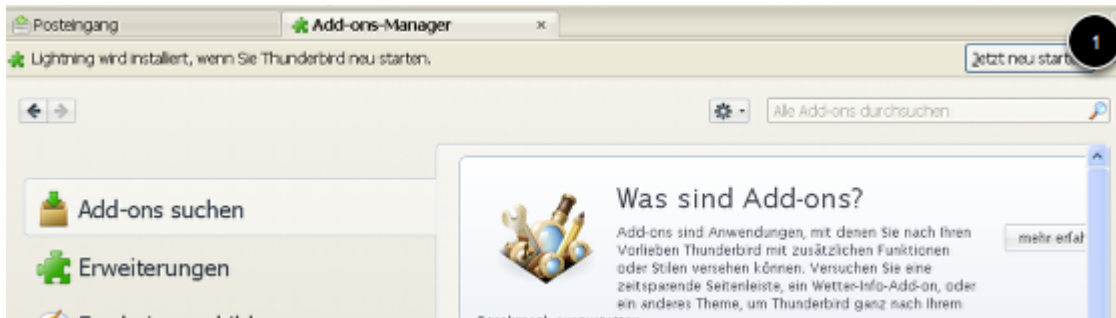 Posteingang
Add-ons-Manager
Lightning wird installiert, wenn Sie Thunderbird neu starten.
Jetzt neu
1
Alle Add-ons durchsuchen
Was sind Add-ons?
Add-ons suchen
Add-ons sind Anwendungen, mit denen Sie nach Ihren
mehr
Vorlieben Thunderbird mit zusätzlichen Funktionen
oder Stilen versehen können. Versuchen Sie eine
Erweiterungen
zeitsparende Seitenleiste, ein Wetter-Info-Add-on, oder
ein anderes Theme, um Thunderbird ganz nach Ihrem